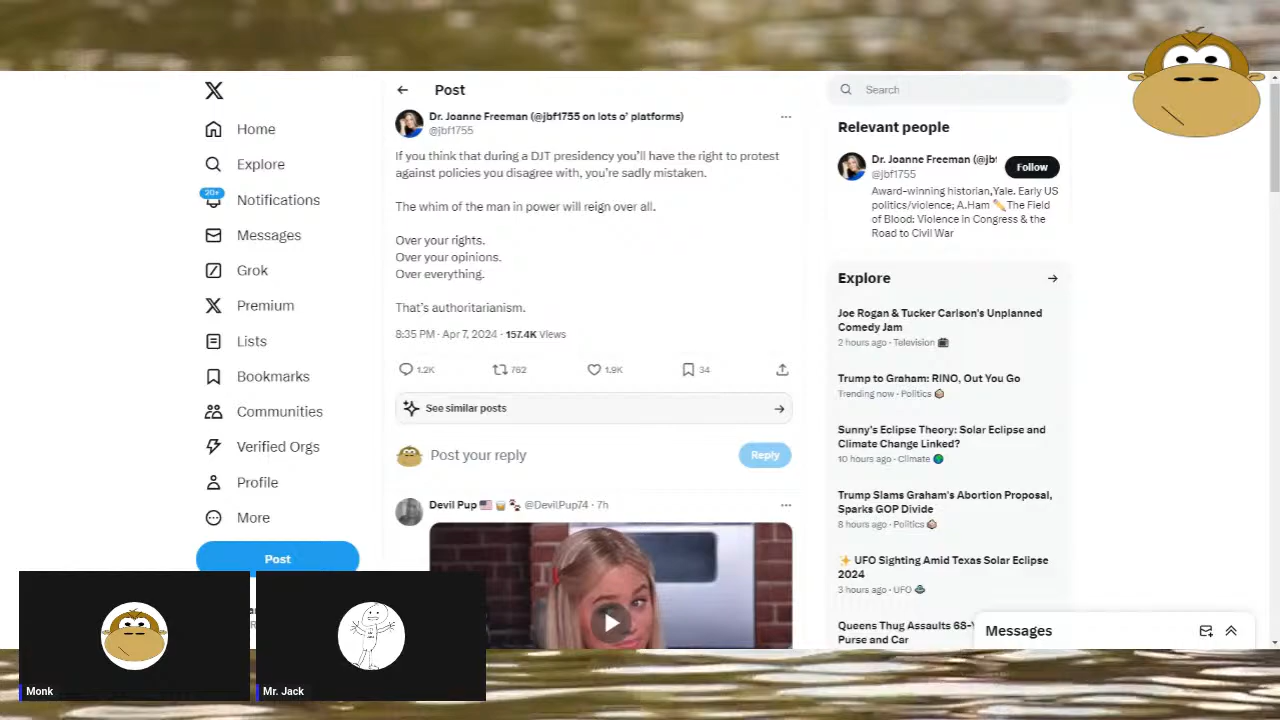 Home
Explore
20+
Notifications
Messages
Grok
Premium
Lists
Bookmarks
Communities
Verified Orgs
Profile
More
Post
Post
Dr. Joanne Freeman (@jbf1755 on lots o' platforms)
@jbf1755
If you think that during a DJT presidency you'll have the right to protest
against policies you disagree with, you're sadly mistaken.
The whim of the man in power will reign over all.
Over your rights.
Over your opinions.
Over everything.
That's authoritarianism.
8:35 PM · Apr 7, 2024 · 157.4K Views
1.2K 762 1.9K 34
See similar posts
Post your reply
Reply
Devil Pup @DevilPup74 · 7h
Search
Relevant people
Dr. Joanne Freeman (@jbf
@jbf1755
Follow
Award-winning historian,Yale. Early US
politics/violence; A.Ham The Field
of Blood: Violence in Congress & the
Road to Civil War
Explore
Joe Rogan & Tucker Carlson's Unplanned
Comedy Jam
2 hours ago · Television
Trump to Graham: RINO, Out You Go
Trending now · Politics
Sunny's Eclipse Theory: Solar Eclipse and
Climate Change Linked?
10 hours ago · Climate
Trump Slams Graham's Abortion Proposal,
Sparks GOP Divide
8 hours ago · Politics
UFO Sighting Amid Texas Solar Eclipse
2024
3 hours ago · UFO
Queens Thug Assaults 68-
Purse and Car
Messages
Monk
Mr. Jack